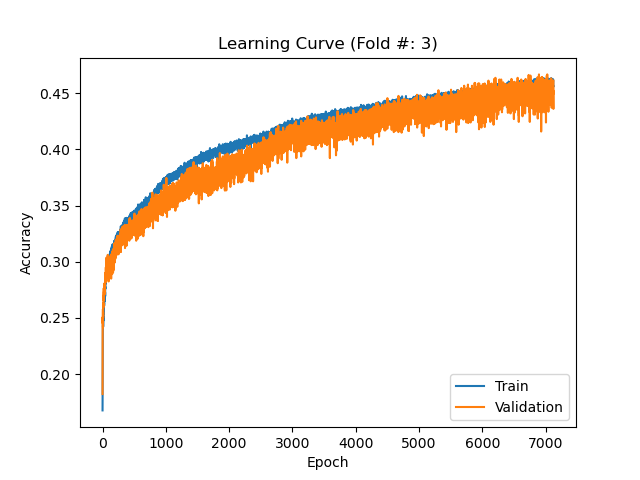 Learning Curve (Fold #: 3)
Accuracy
0.45
0.40
0.35
0.30
0.25
0.20
0 1000 2000 3000 4000 5000 6000 7000
Epoch
Train
Validation